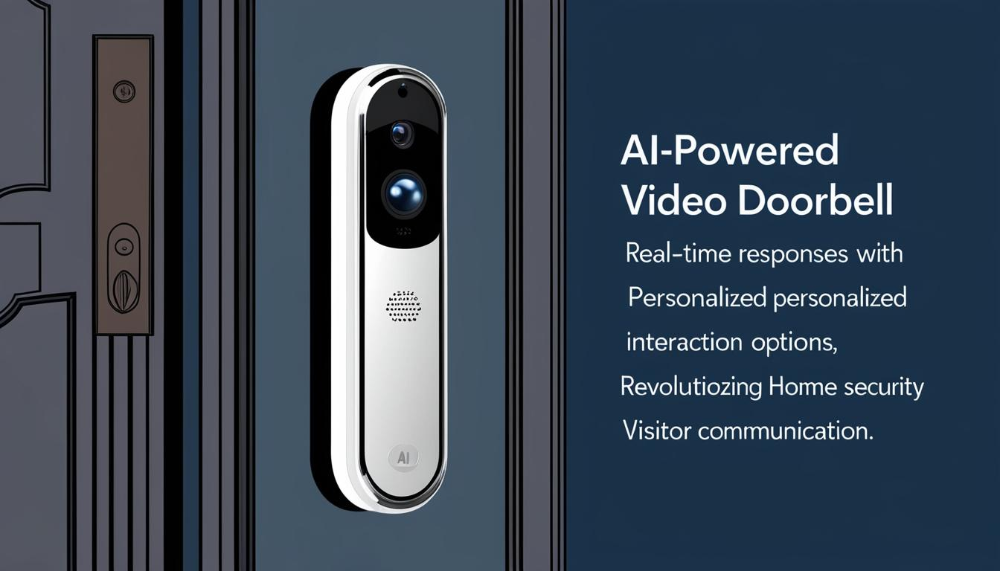 AI-Powered
Video Doorbell
Real-time responses with
Personalized personalized
interaction options,
Revolutiozing Home security
Visitor communication.
AI